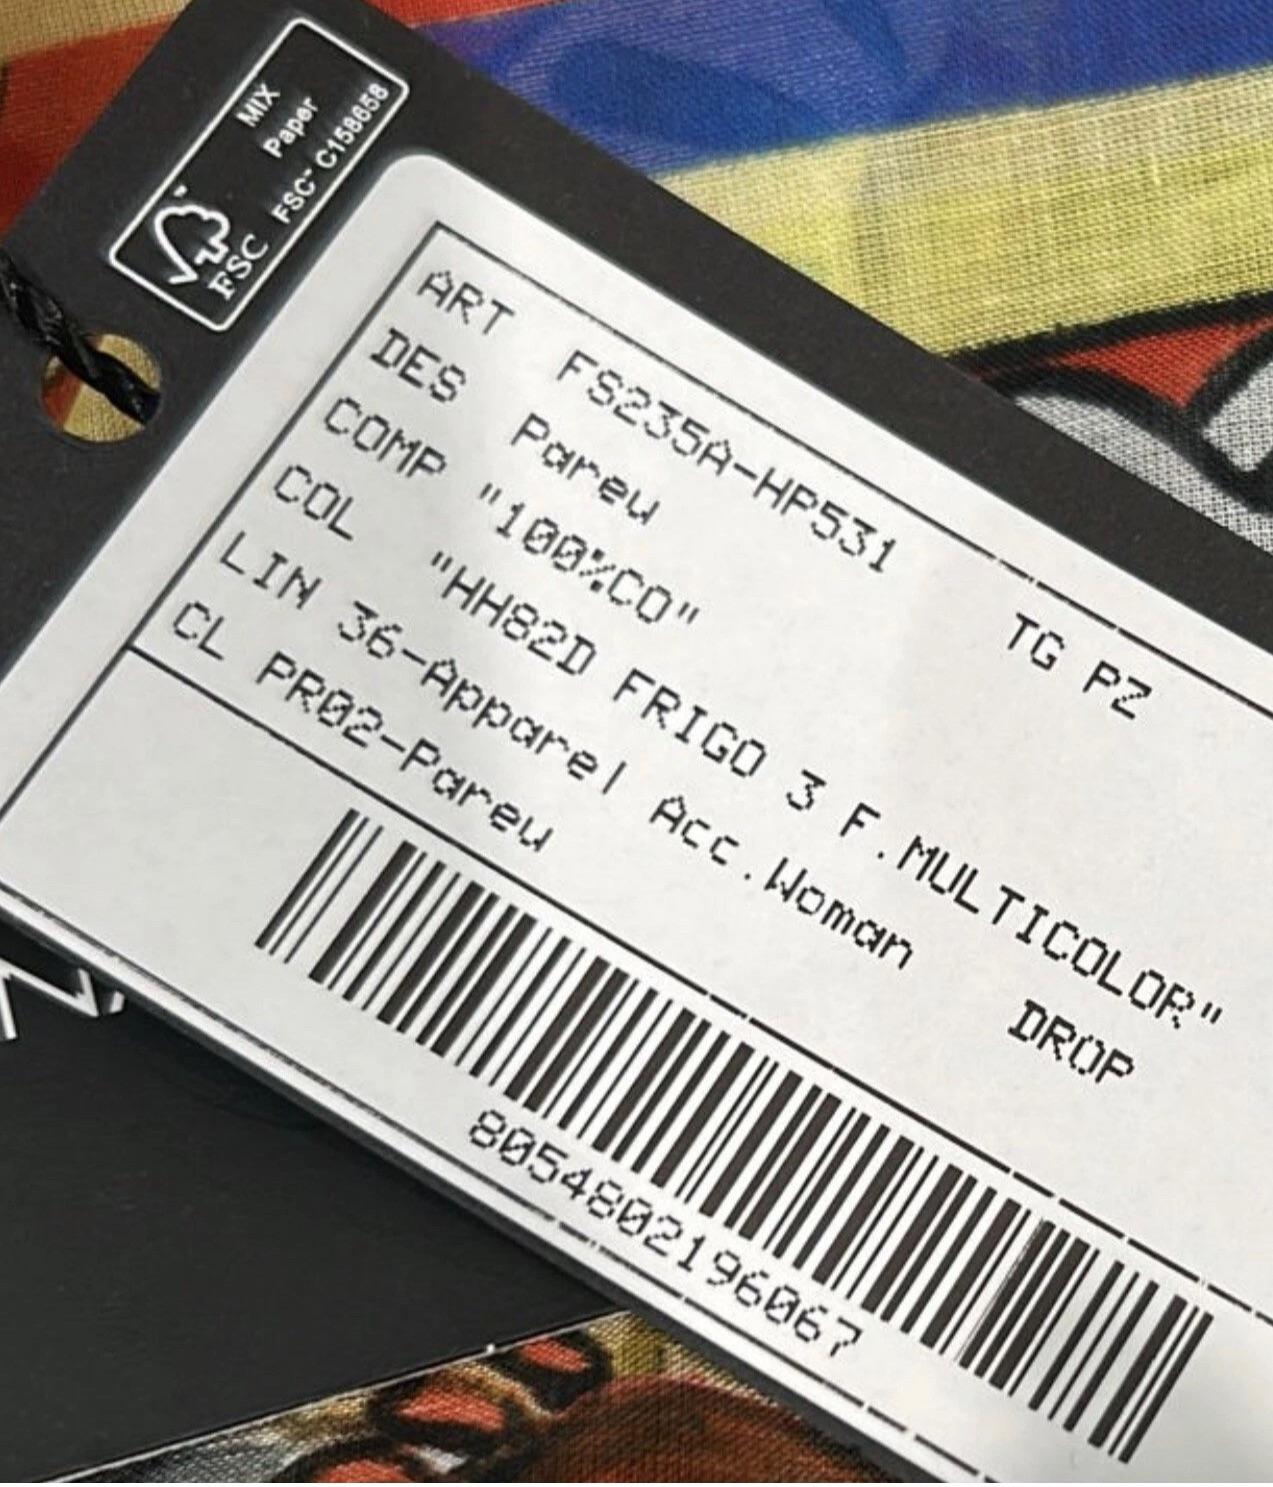 MIX
Paper
FSC™ C158658
FSC
ART FS235A-HP531 TG PZ
DES Pareu
COMP "100%CO"
COL "HH82D FRIGO 3 F.MULTICOLOR"
LIN 36-Apparel Acc.Woman DROP
CL PR02-Pareu
8054802196067